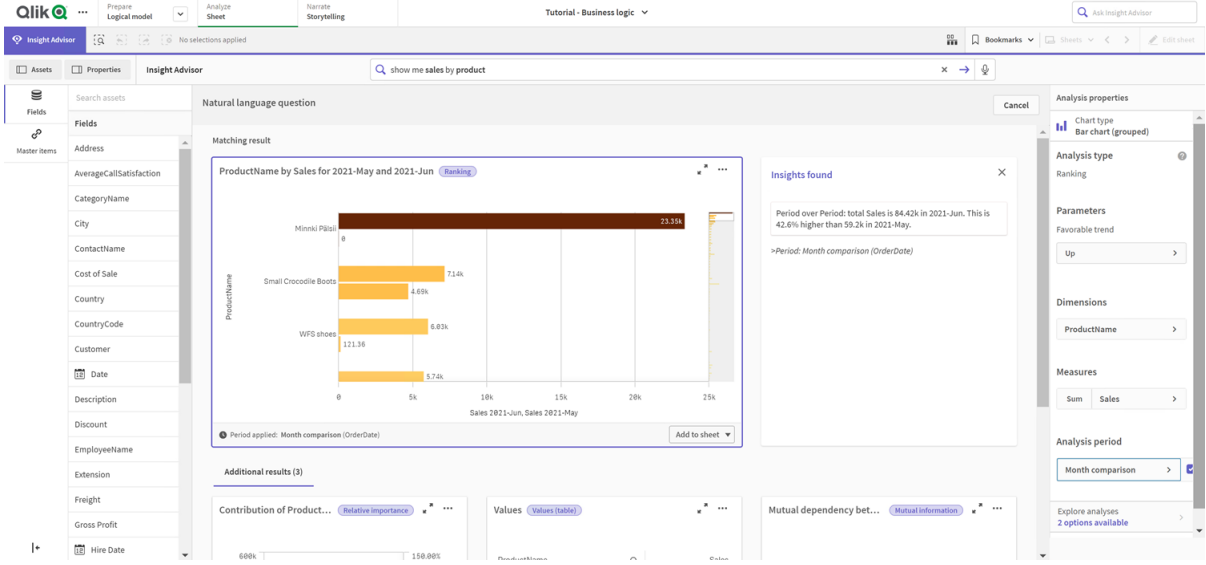 Qlik
Prepare
Logical model
Analyze
Sheet
Narrate
Storytelling
Tutorial - Business logic
Ask Insight Advisor
Insight Advisor
No selections applied
Bookmarks
Sheets
Edit sheet
Assets
Properties
Insight Advisor
show me sales by product
Fields
Master items
Search assets
Fields
Address
AverageCallSatisfaction
CategoryName
City
ContactName
Cost of Sale
Country
CountryCode
Customer
Date
Description
Discount
EmployeeName
Extension
Freight
Gross Profit
Hire Date
Natural language question
Cancel
Matching result
ProductName by Sales for 2021-May and 2021-Jun
Ranking
ProductName
Minnki Pälsii
23.35k
0
Small Crocodile Boots
7.14k
4.69k
WFS shoes
6.03k
121.36
5.74k
0 5k 10k 15k 20k 25k
Sales 2021-Jun, Sales 2021-May
Period applied: Month comparison (OrderDate)
Add to sheet
Insights found
Period over Period: total Sales is 84.42k in 2021-Jun. This is
42.6% higher than 59.2k in 2021-May.
>Period: Month comparison (OrderDate)
Additional results (3)
Contribution of Product...
Relative importance
600k
150.00%
Values
Values (table)
ProductName
Sales
Mutual dependency bet...
Mutual information
Analysis properties
Chart type
Bar chart (grouped)
Analysis type
Ranking
Parameters
Favorable trend
Up
Dimensions
ProductName
Measures
Sum Sales
Analysis period
Month comparison
Explore analyses
2 options available